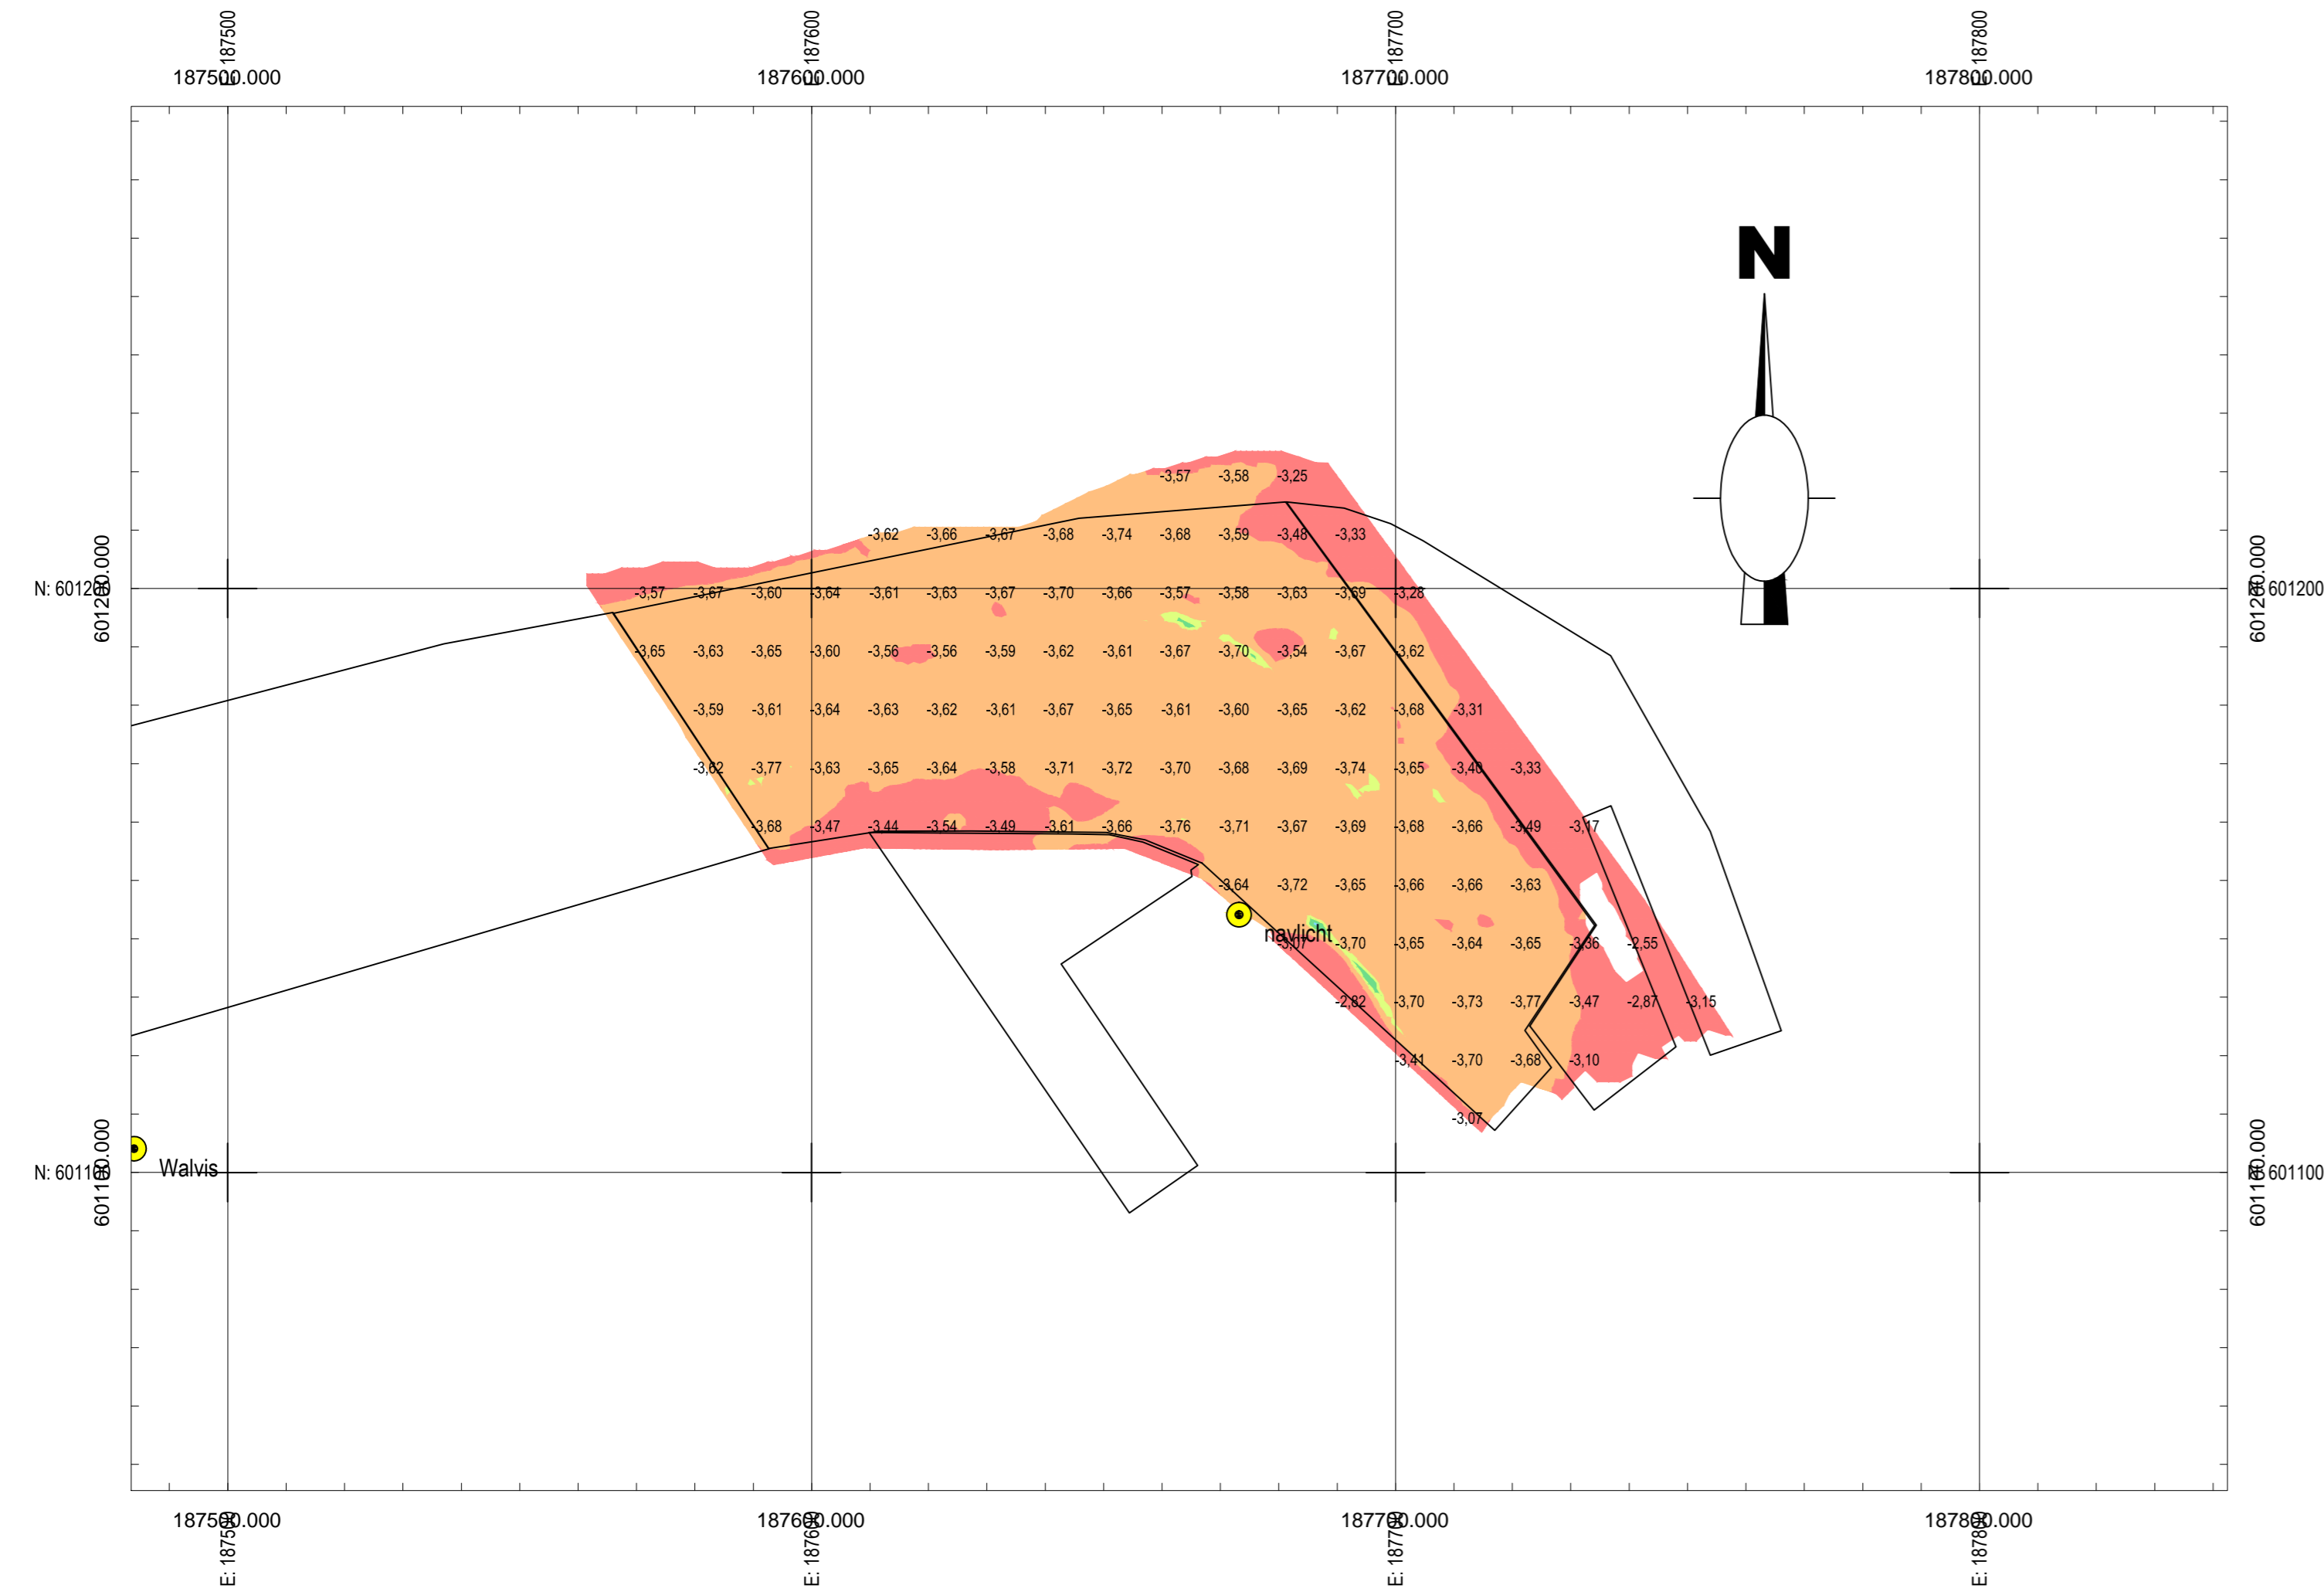 E: 187500 E: 187600 E: 187700 E: 187800
187500.000 187600.000 187700.000 187800.000
N
-3,57 -3,58 -3,25
-3,62 -3,66 -3,67 -3,68 -3,74 -3,68 -3,59 -3,48 -3,33
N: 601200 601200.000 -3,57 -3,67 -3,60 -3,64 -3,61 -3,63 -3,67 -3,70 -3,66 -3,57 -3,58 -3,63 -3,69 -3,28 601200.000 N: 601200
-3,65 -3,63 -3,65 -3,60 -3,56 -3,56 -3,59 -3,62 -3,61 -3,67 -3,70 -3,54 -3,67 -3,62
-3,59 -3,61 -3,64 -3,63 -3,62 -3,61 -3,67 -3,65 -3,61 -3,60 -3,65 -3,62 -3,68 -3,31
-3,62 -3,77 -3,63 -3,65 -3,64 -3,58 -3,71 -3,72 -3,70 -3,68 -3,69 -3,74 -3,65 -3,40 -3,33
-3,68 -3,47 -3,44 -3,54 -3,49 -3,61 -3,66 -3,76 -3,71 -3,67 -3,69 -3,68 -3,66 -3,49 -3,17
-3,64 -3,72 -3,65 -3,66 -3,66 -3,63
navlicht
-3,07 -3,70 -3,65 -3,64 -3,65 -3,36 -2,55
-2,82 -3,70 -3,73 -3,77 -3,47 -2,87 -3,15
-3,41 -3,70 -3,68 -3,10
-3,07
Walvis
N: 601100 601100.000 601100.000 N: 601100
187500.000 187600.000 187700.000 187800.000
E: 187500 E: 187600 E: 187700 E: 187800